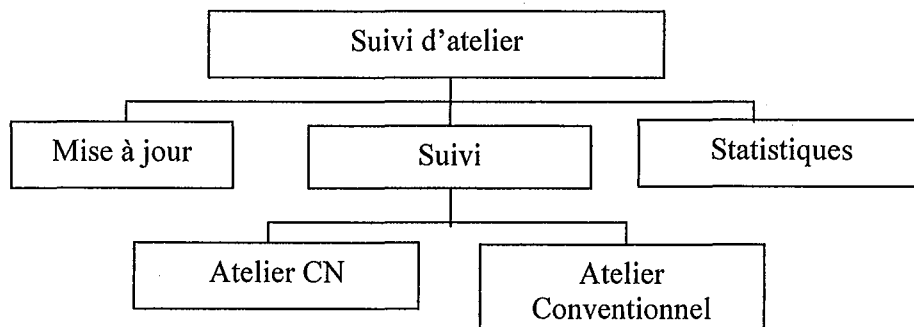 Suivi d’atelier
Mise à jour
Suivi
Statistiques
Atelier CN
Atelier
Conventionnel